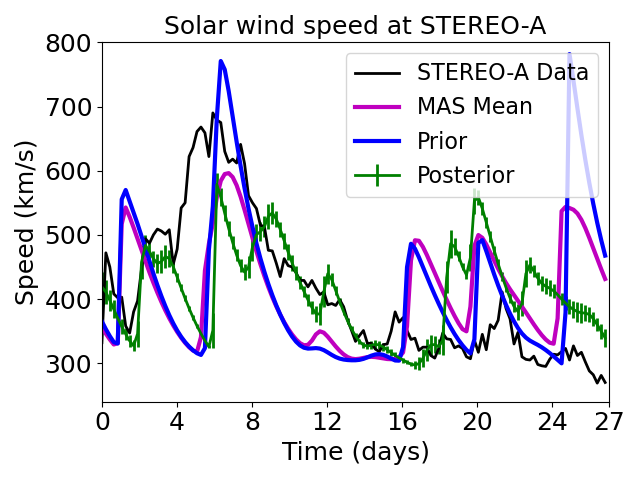 Solar wind speed at STEREO-A
800
700
600
500
400
300
Speed (km/s)
STEREO-A Data
MAS Mean
Prior
Posterior
0 4 8 12 16 20 24 27
Time (days)